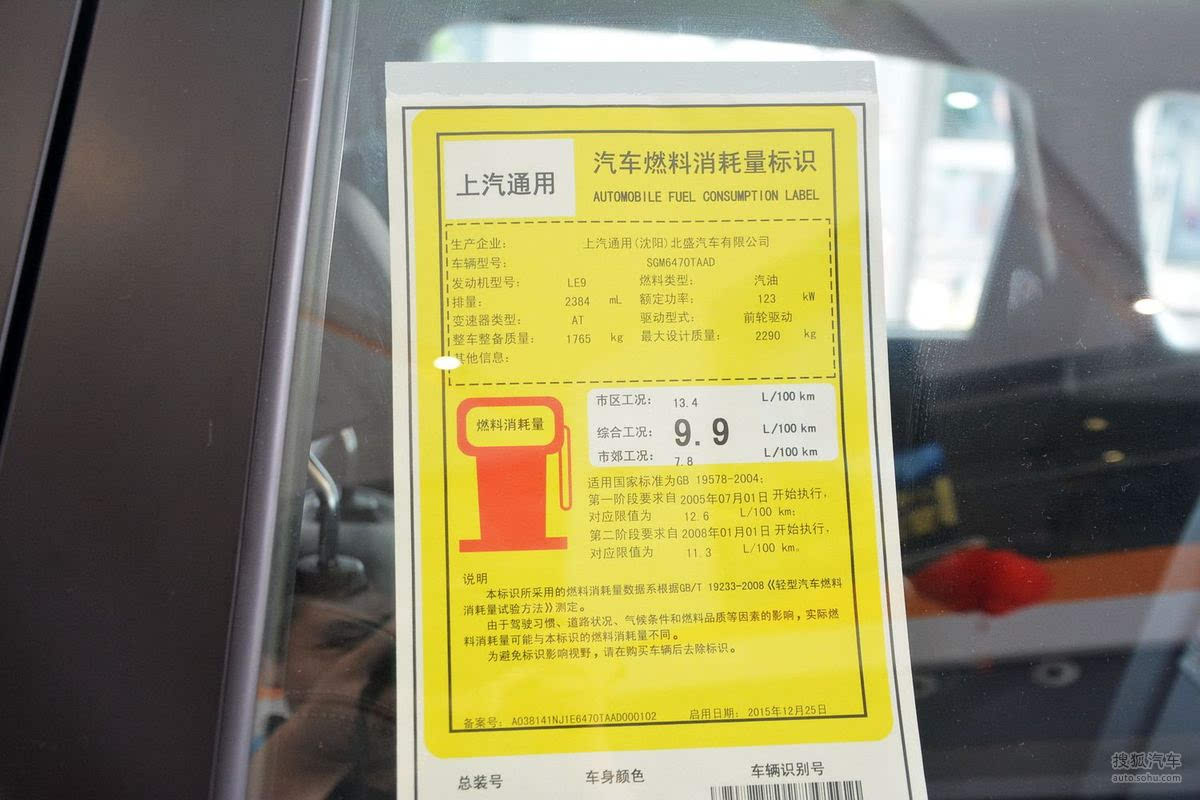 上汽通用
汽车燃料消耗量标识
AUTOMOBILE FUEL CONSUMPTION LABEL
生产企业: 上汽通用(沈阳)北盛汽车有限公司
车辆型号: SGM6470TAAD
发动机型号: LE9 燃料类型: 汽油
排量: 2384 mL 额定功率: 123 kW
变速器类型: AT 驱动型式: 前轮驱动
整车整备质量: 1765 kg 最大设计质量: 2290 kg
其他信息:
燃料消耗量
市区工况: 13.4 L/100 km
综合工况: 9.9 L/100 km
市郊工况: 7.8 L/100 km
适用国家标准为GB 19578-2004;
第一阶段要求自2005年07月01日 开始执行,
对应限值为 12.6 L/100 km;
第二阶段要求自2008年01月01日 开始执行,
对应限值为 11.3 L/100 km。
说明
本标识所采用的燃料消耗量数据系根据GB/T 19233-2008《轻型汽车燃料
消耗量试验方法》测定。
由于驾驶习惯、道路状况、气候条件和燃料品质等因素的影响,实际燃
料消耗量可能与本标识的燃料消耗量不同。
为避免标识影响视野,请在购买车辆后去除标识。
备案号: A038141NJ1E6470TAAD000102 启用日期: 2015年12月25日
总装号 车身颜色 车辆识别号
搜狐汽车
auto.sohu.com